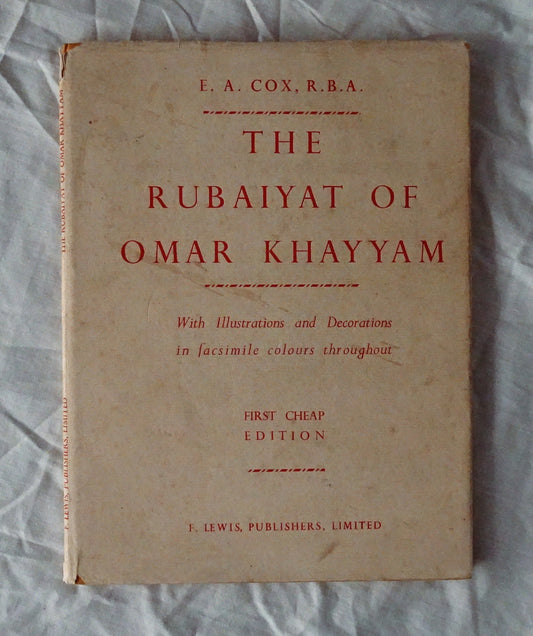 E. A. COX, R.B.A.
THE
RUBAIYAT OF
OMAR KHAYYAM
With Illustrations and Decorations
in facsimile colours throughout
FIRST CHEAP
EDITION
F. LEWIS, PUBLISHERS, LIMITED
THE RUBAIYAT OF OMAR KHAYYAM
F. LEWIS, PUBLISHERS, LIMITED